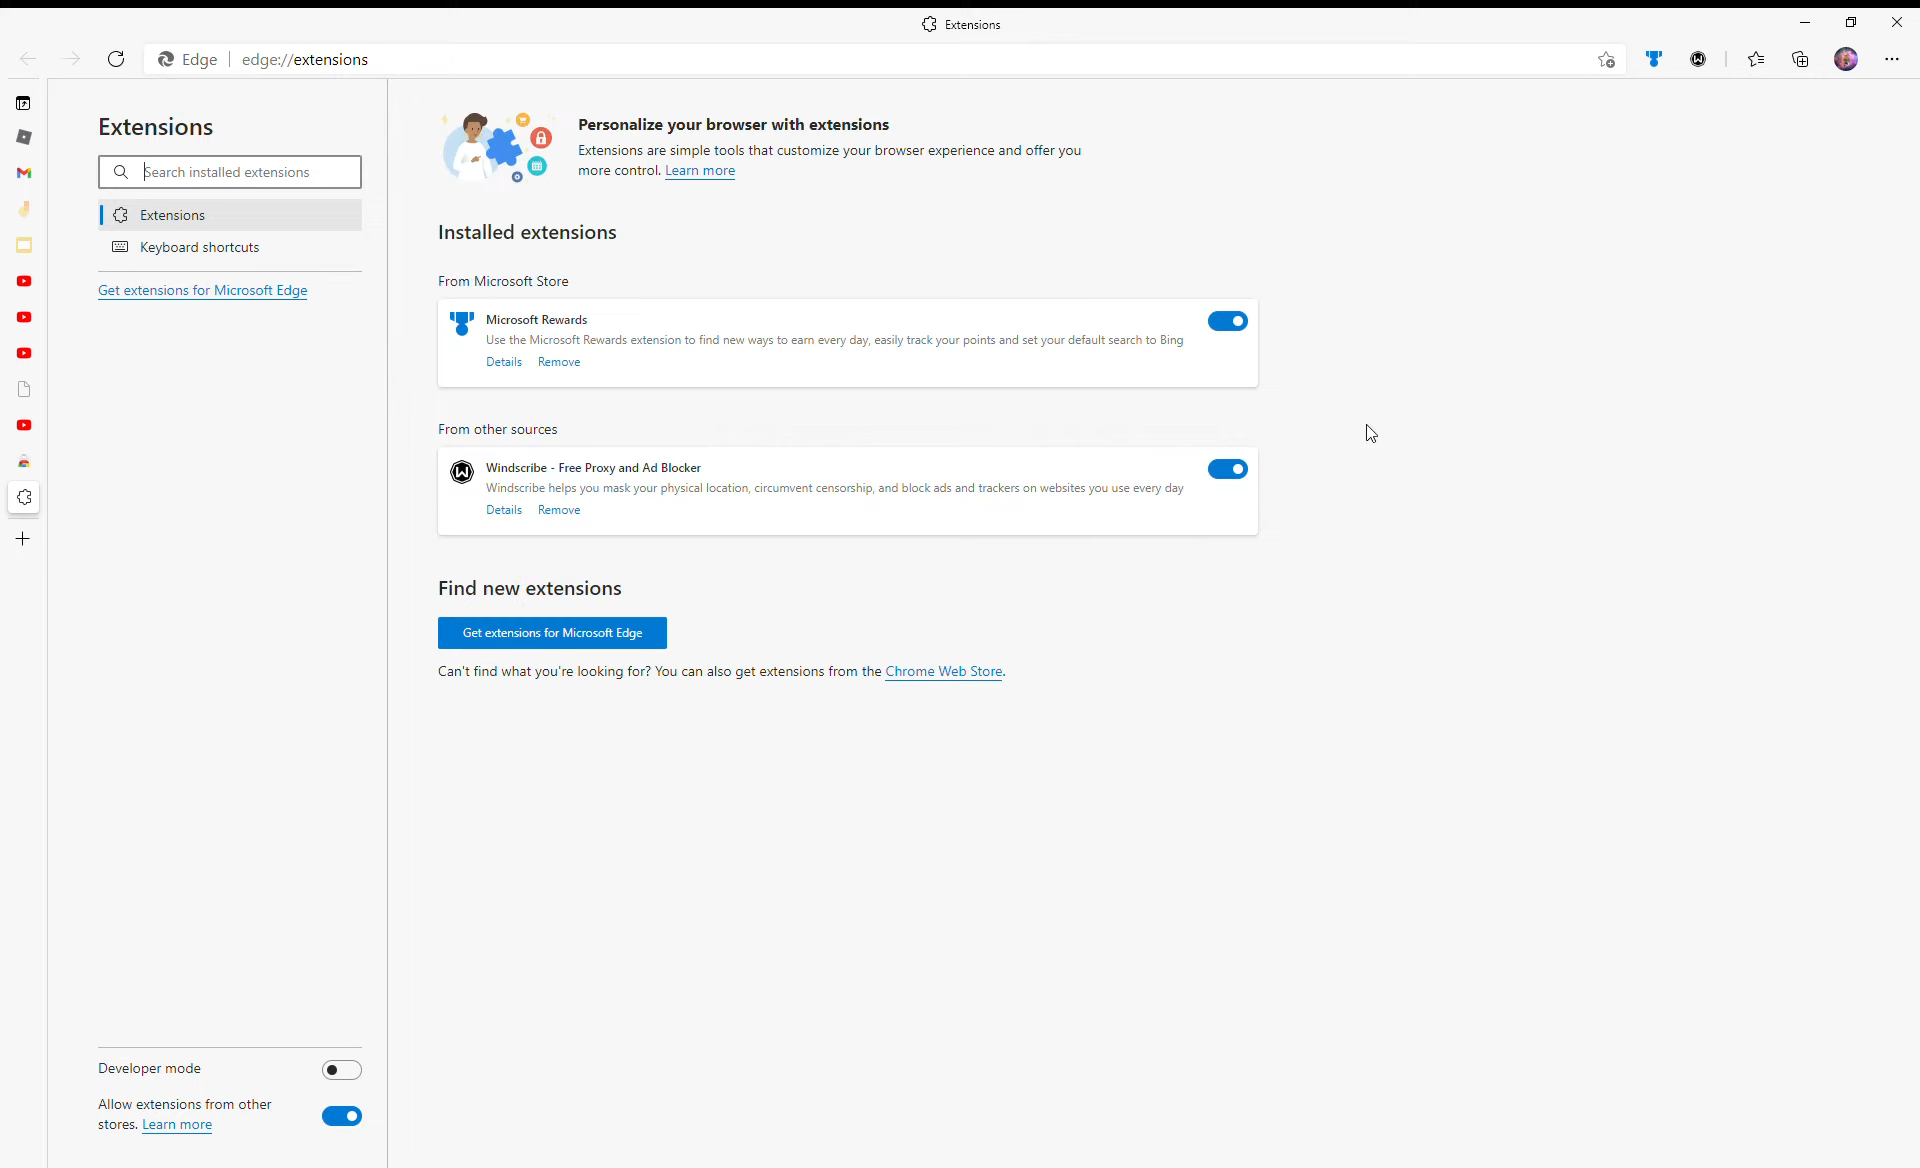 Extensions
Edge
edge://extensions
Extensions
Search installed extensions
Extensions
Keyboard shortcuts
Get extensions for Microsoft Edge
Developer mode
Allow extensions from other
stores. Learn more
Personalize your browser with extensions
Extensions are simple tools that customize your browser experience and offer you
more control. Learn more
Installed extensions
From Microsoft Store
Microsoft Rewards
Use the Microsoft Rewards extension to find new ways to earn every day, easily track your points and set your default search to Bing
Details Remove
From other sources
Windscribe - Free Proxy and Ad Blocker
Windscribe helps you mask your physical location, circumvent censorship, and block ads and trackers on websites you use every day
Details Remove
Find new extensions
Get extensions for Microsoft Edge
Can't find what you're looking for? You can also get extensions from the Chrome Web Store.